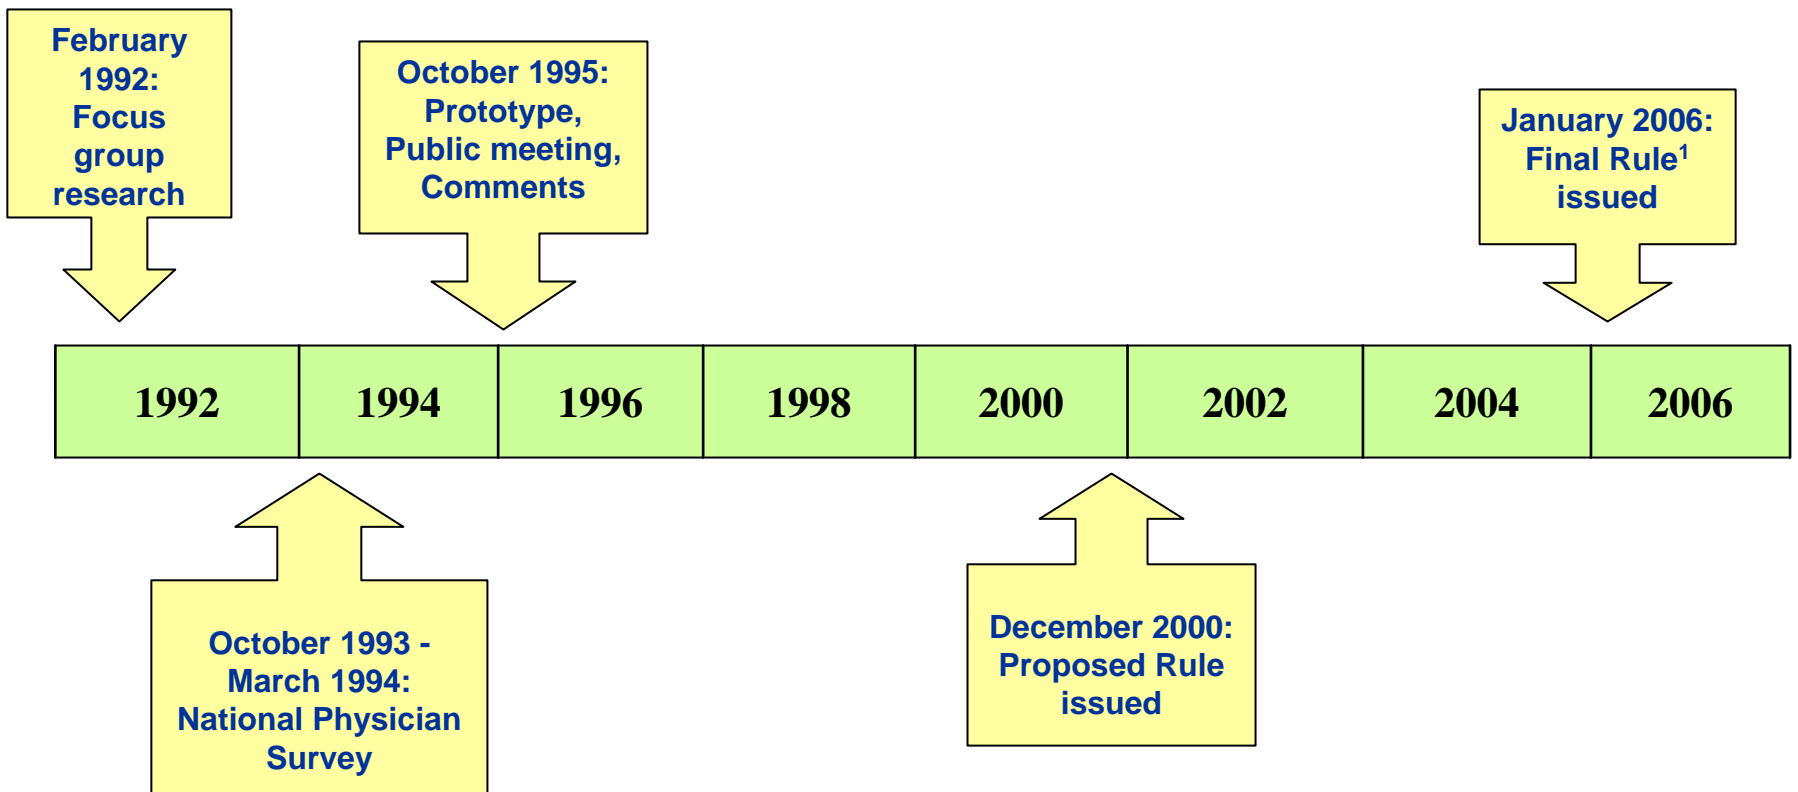 February
1992:
Focus
group
research
October 1995:
Prototype,
Public meeting,
Comments
January 2006:
Final Rule¹
issued
1992 1994 1996 1998 2000 2002 2004 2006
October 1993 -
March 1994:
National Physician
Survey
December 2000:
Proposed Rule
issued